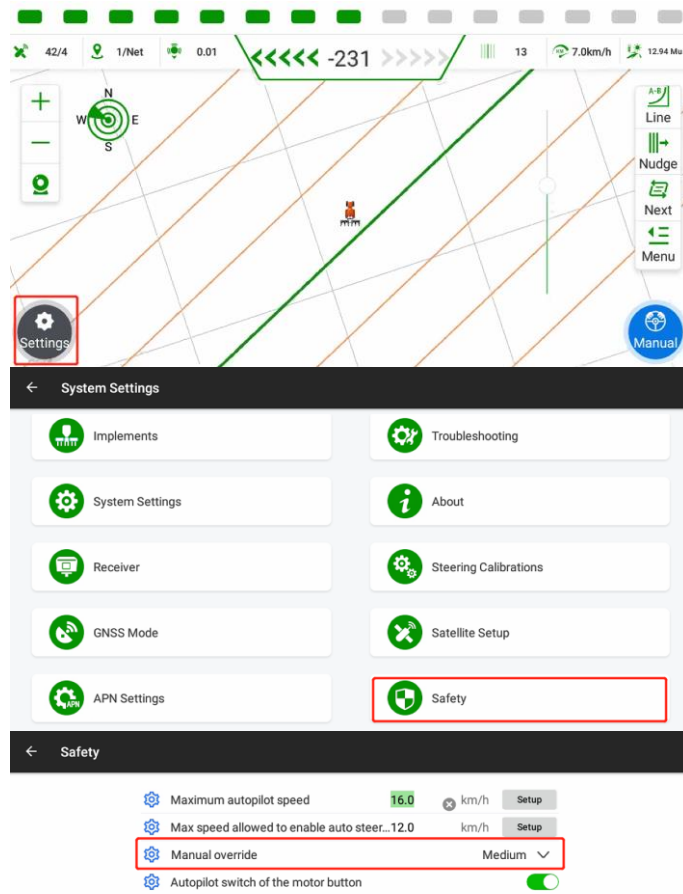 42/4 1/Net 0.01 <<<<< -231 >>>>> 13 7.0km/h 12.94 Mu
N
W E
S
A-B
Line
Nudge
Next
Menu
Settings
Manual
System Settings
Implements
Troubleshooting
System Settings
About
Receiver
Steering Calibrations
GNSS Mode
Satellite Setup
APN
APN Settings
Safety
Safety
Maximum autopilot speed 16.0 km/h Setup
Max speed allowed to enable auto steer...12.0 km/h Setup
Manual override Medium
Autopilot switch of the motor button